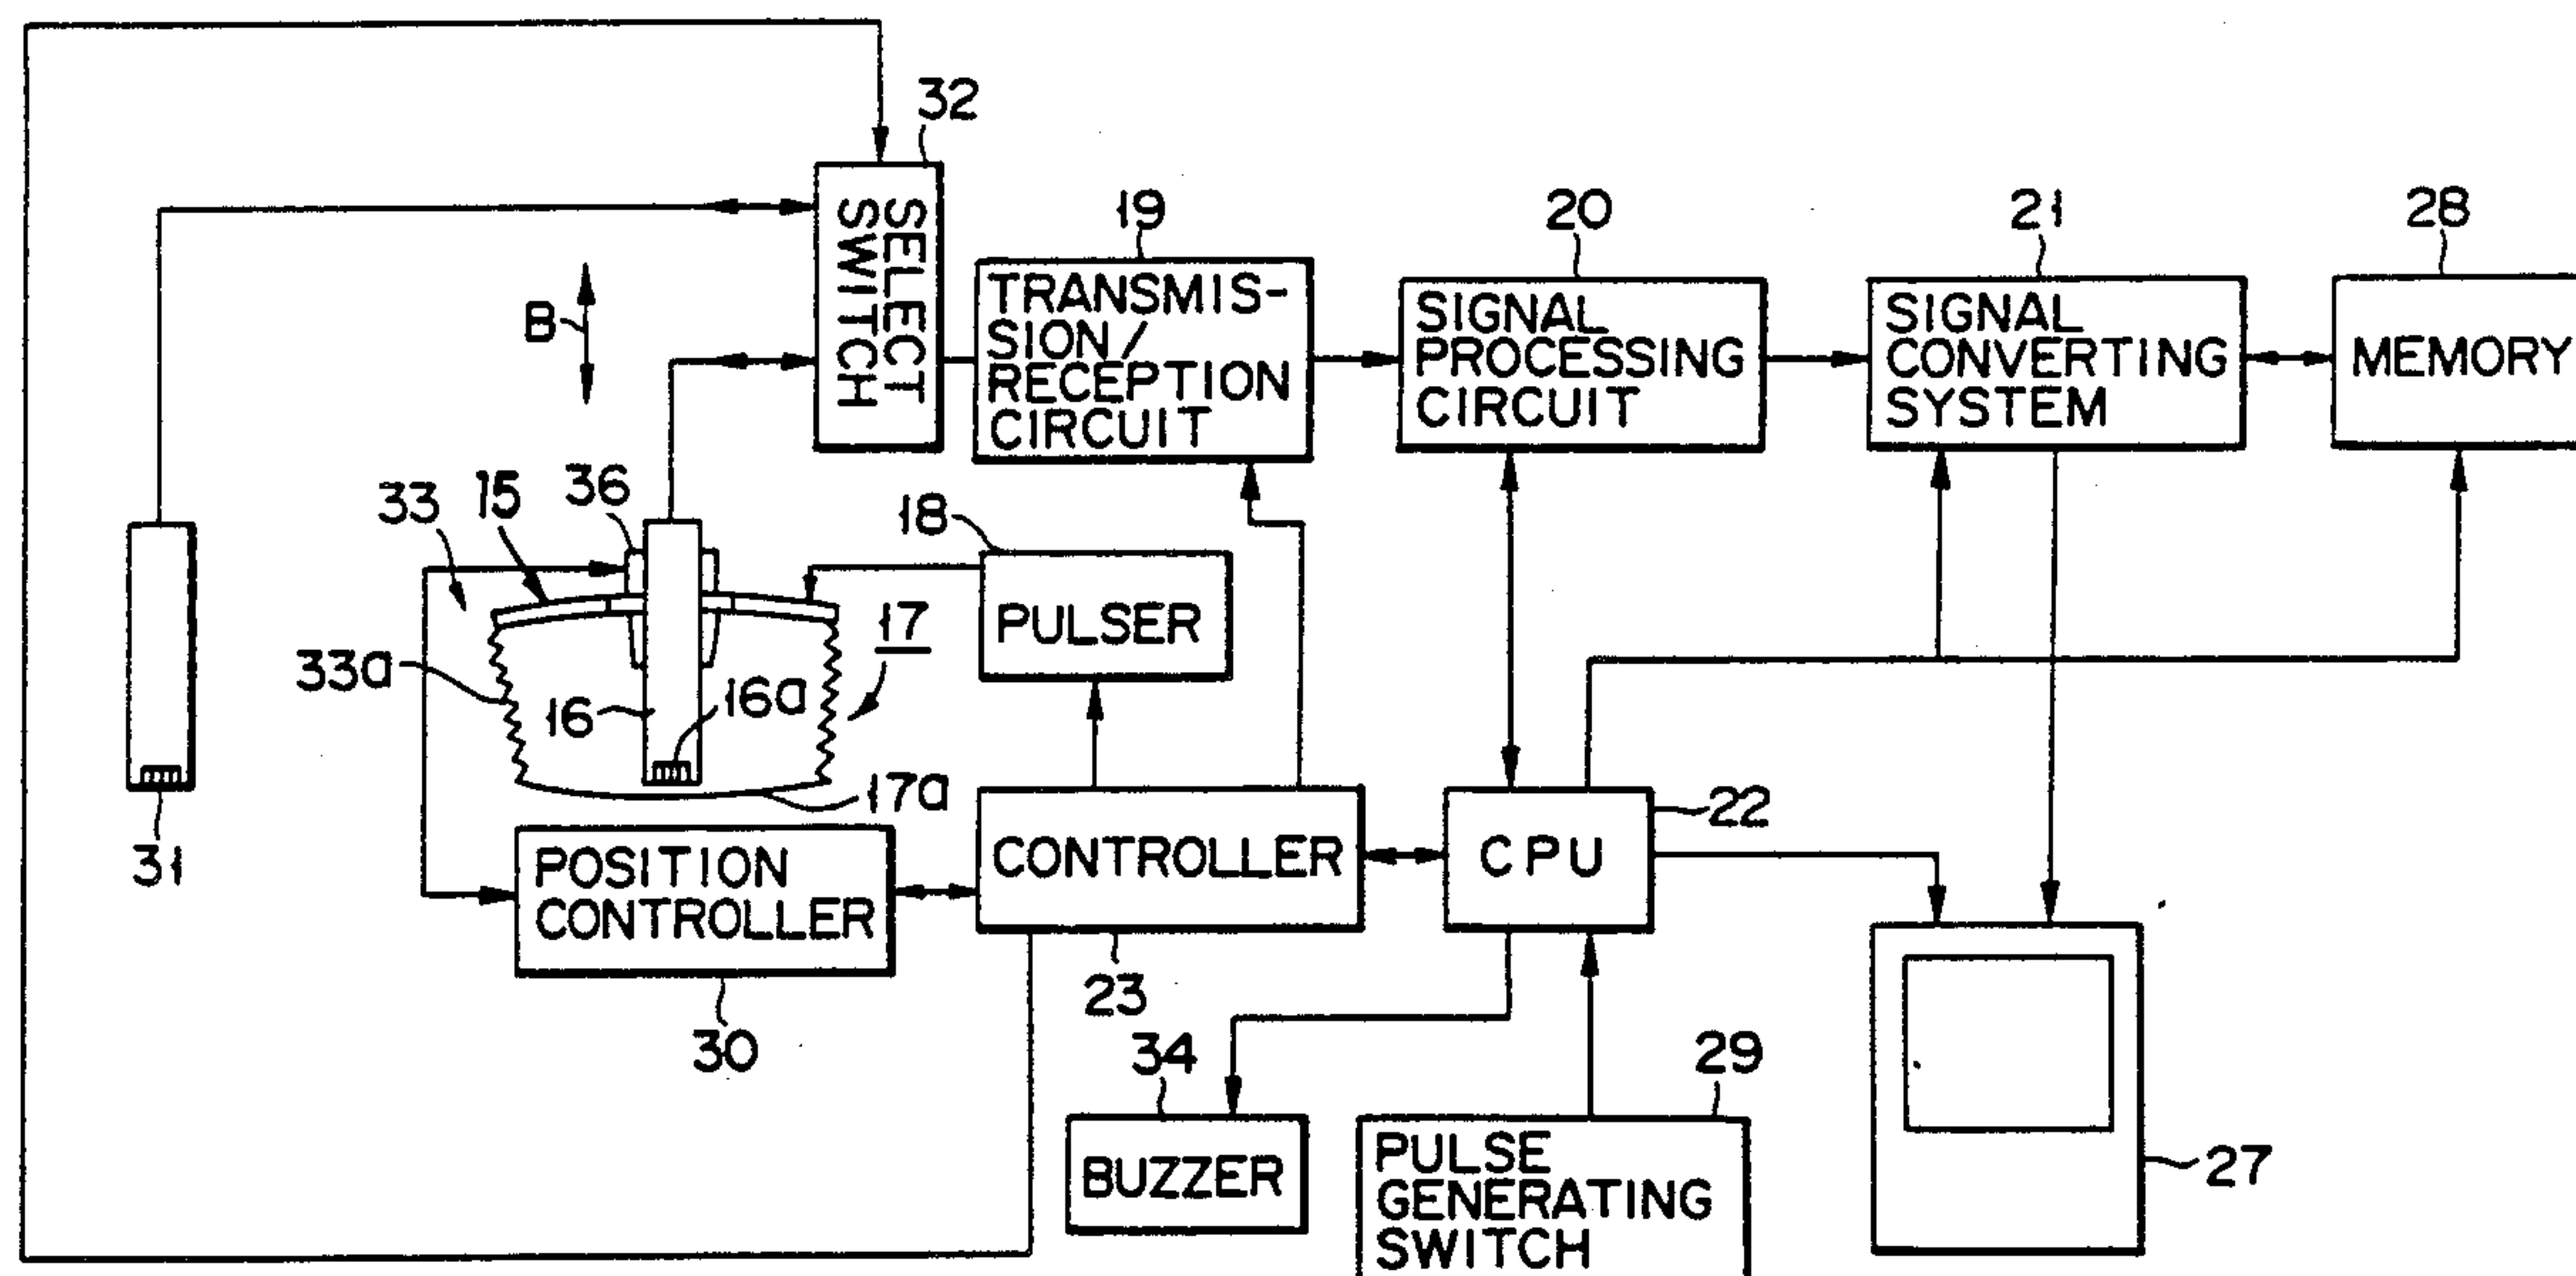 32
19
20
21
28
SELECT
SWITCH
TRANSMIS-
SION/
RECEPTION
CIRCUIT
SIGNAL
PROCESSING
CIRCUIT
SIGNAL
CONVERTING
SYSTEM
MEMORY
B
33
15
36
18
PULSER
17
33a
16
16a
17a
31
POSITION
CONTROLLER
30
CONTROLLER
23
CPU
22
34
BUZZER
29
PULSE
GENERATING
SWITCH
27